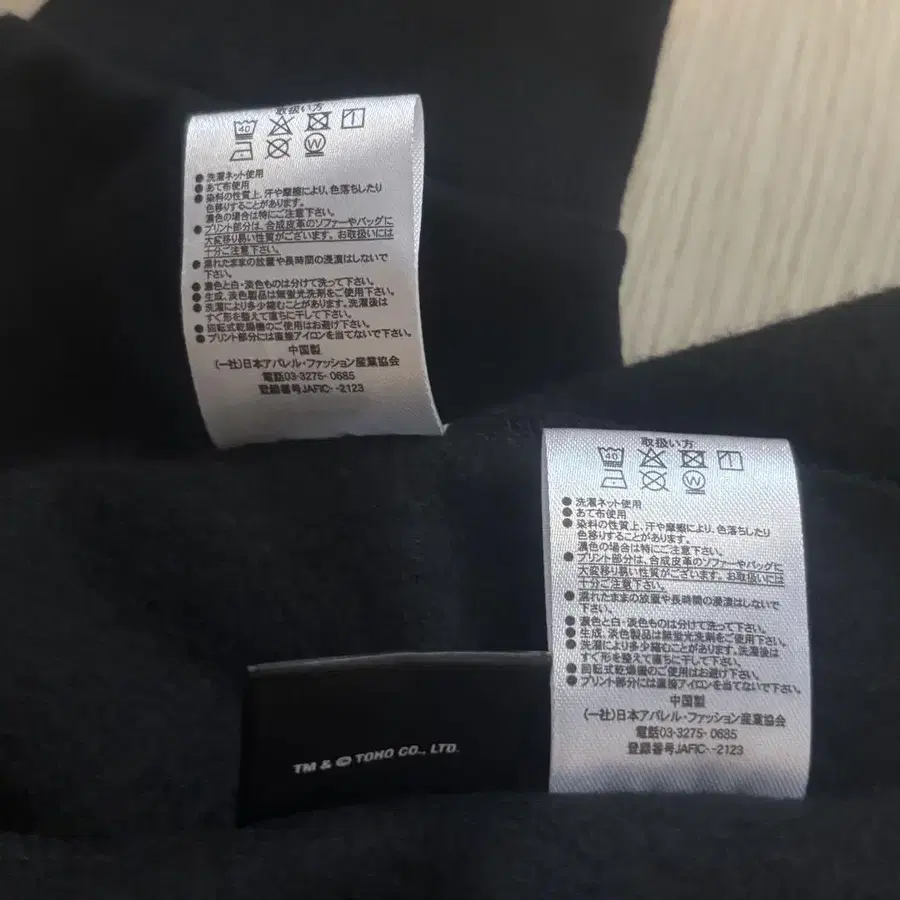 取扱い方
40
W
● 洗濯ネット使用
● あて布使用
● 染料の性質上、汗や摩擦により、色落ちしたり
色移りすることがあります。
濃色の場合は特にご注意下さい。
● プリント部分は、合成皮革のソファーやバッグに
大変移り易い性質がございます。お取扱いには
十分ご注意下さい。
● 濡れたままの放置や長時間の浸漬はしないで
下さい。
● 濃色と白・淡色ものは分けて洗って下さい。
● 生成、淡色製品は無蛍光洗剤をご使用下さい。
● 洗濯により多少縮むことがあります。洗濯後は
すぐ形を整えて直ちに干して下さい。
● 回転式乾燥機のご使用はお避け下さい。
● プリント部分には直接アイロンを当てないで下さい。
中国製
(一社)日本アパレル・ファッション産業協会
電話03-3275-0685
登録番号JAFIC--2123
取扱い方
40
W
● 洗濯ネット使用
● あて布使用
● 染料の性質上、汗や摩擦により、色落ちしたり
色移りすることがあります。
濃色の場合は特にご注意下さい。
● プリント部分は、合成皮革のソファーやバッグに
大変移り易い性質がございます。お取扱いには
十分ご注意下さい。
● 濡れたままの放置や長時間の浸漬はしないで
下さい。
● 濃色と白・淡色ものは分けて洗って下さい。
● 生成、淡色製品は無蛍光洗剤をご使用下さい。
● 洗濯により多少縮むことがあります。洗濯後は
すぐ形を整えて直ちに干して下さい。
● 回転式乾燥機のご使用はお避け下さい。
● プリント部分には直接アイロンを当てないで下さい。
中国製
(一社)日本アパレル・ファッション産業協会
電話03-3275-0685
登録番号JAFIC--2123
TM & © TOHO CO., LTD.